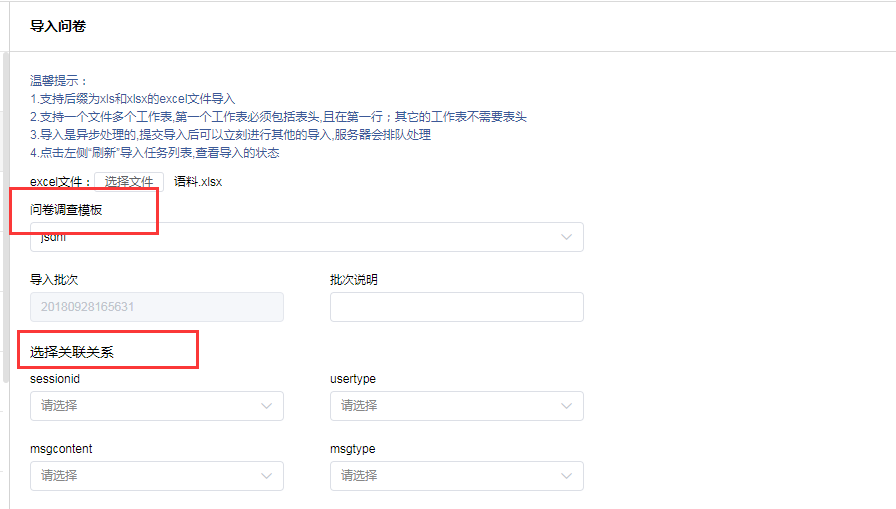 导入问卷
温馨提示：
1.支持后缀为xls和xlsx的excel文件导入
2.支持一个文件多个工作表,第一个工作表必须包括表头,且在第一行；其它的工作表不需要表头
3.导入是异步处理的,提交导入后可以立刻进行其他的导入,服务器会排队处理
4.点击左侧“刷新”导入任务列表,查看导入的状态
excel文件： 选择文件 语料.xlsx
问卷调查模板
导入批次 批次说明
20180928165631
选择关联关系
sessionid usertype
请选择 请选择
msgcontent msgtype
请选择 请选择